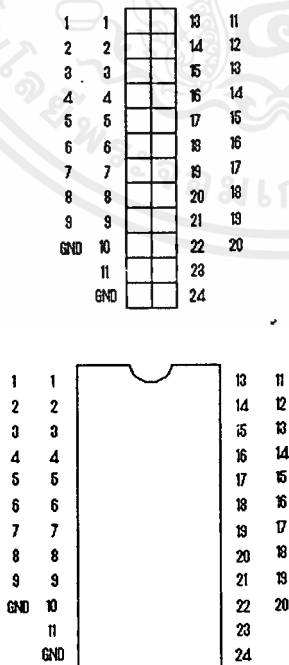 1 1 13 11
2 2 14 12
3 3 15 13
4 4 16 14
5 5 17 15
6 6 18 16
7 7 19 17
8 8 20 18
9 9 21 19
GND 10 22 20
11 23
GND 24
1 1 13 11
2 2 14 12
3 3 15 13
4 4 16 14
5 5 17 15
6 6 18 16
7 7 19 17
8 8 20 18
9 9 21 19
GND 10 22 20
11 23
GND 24